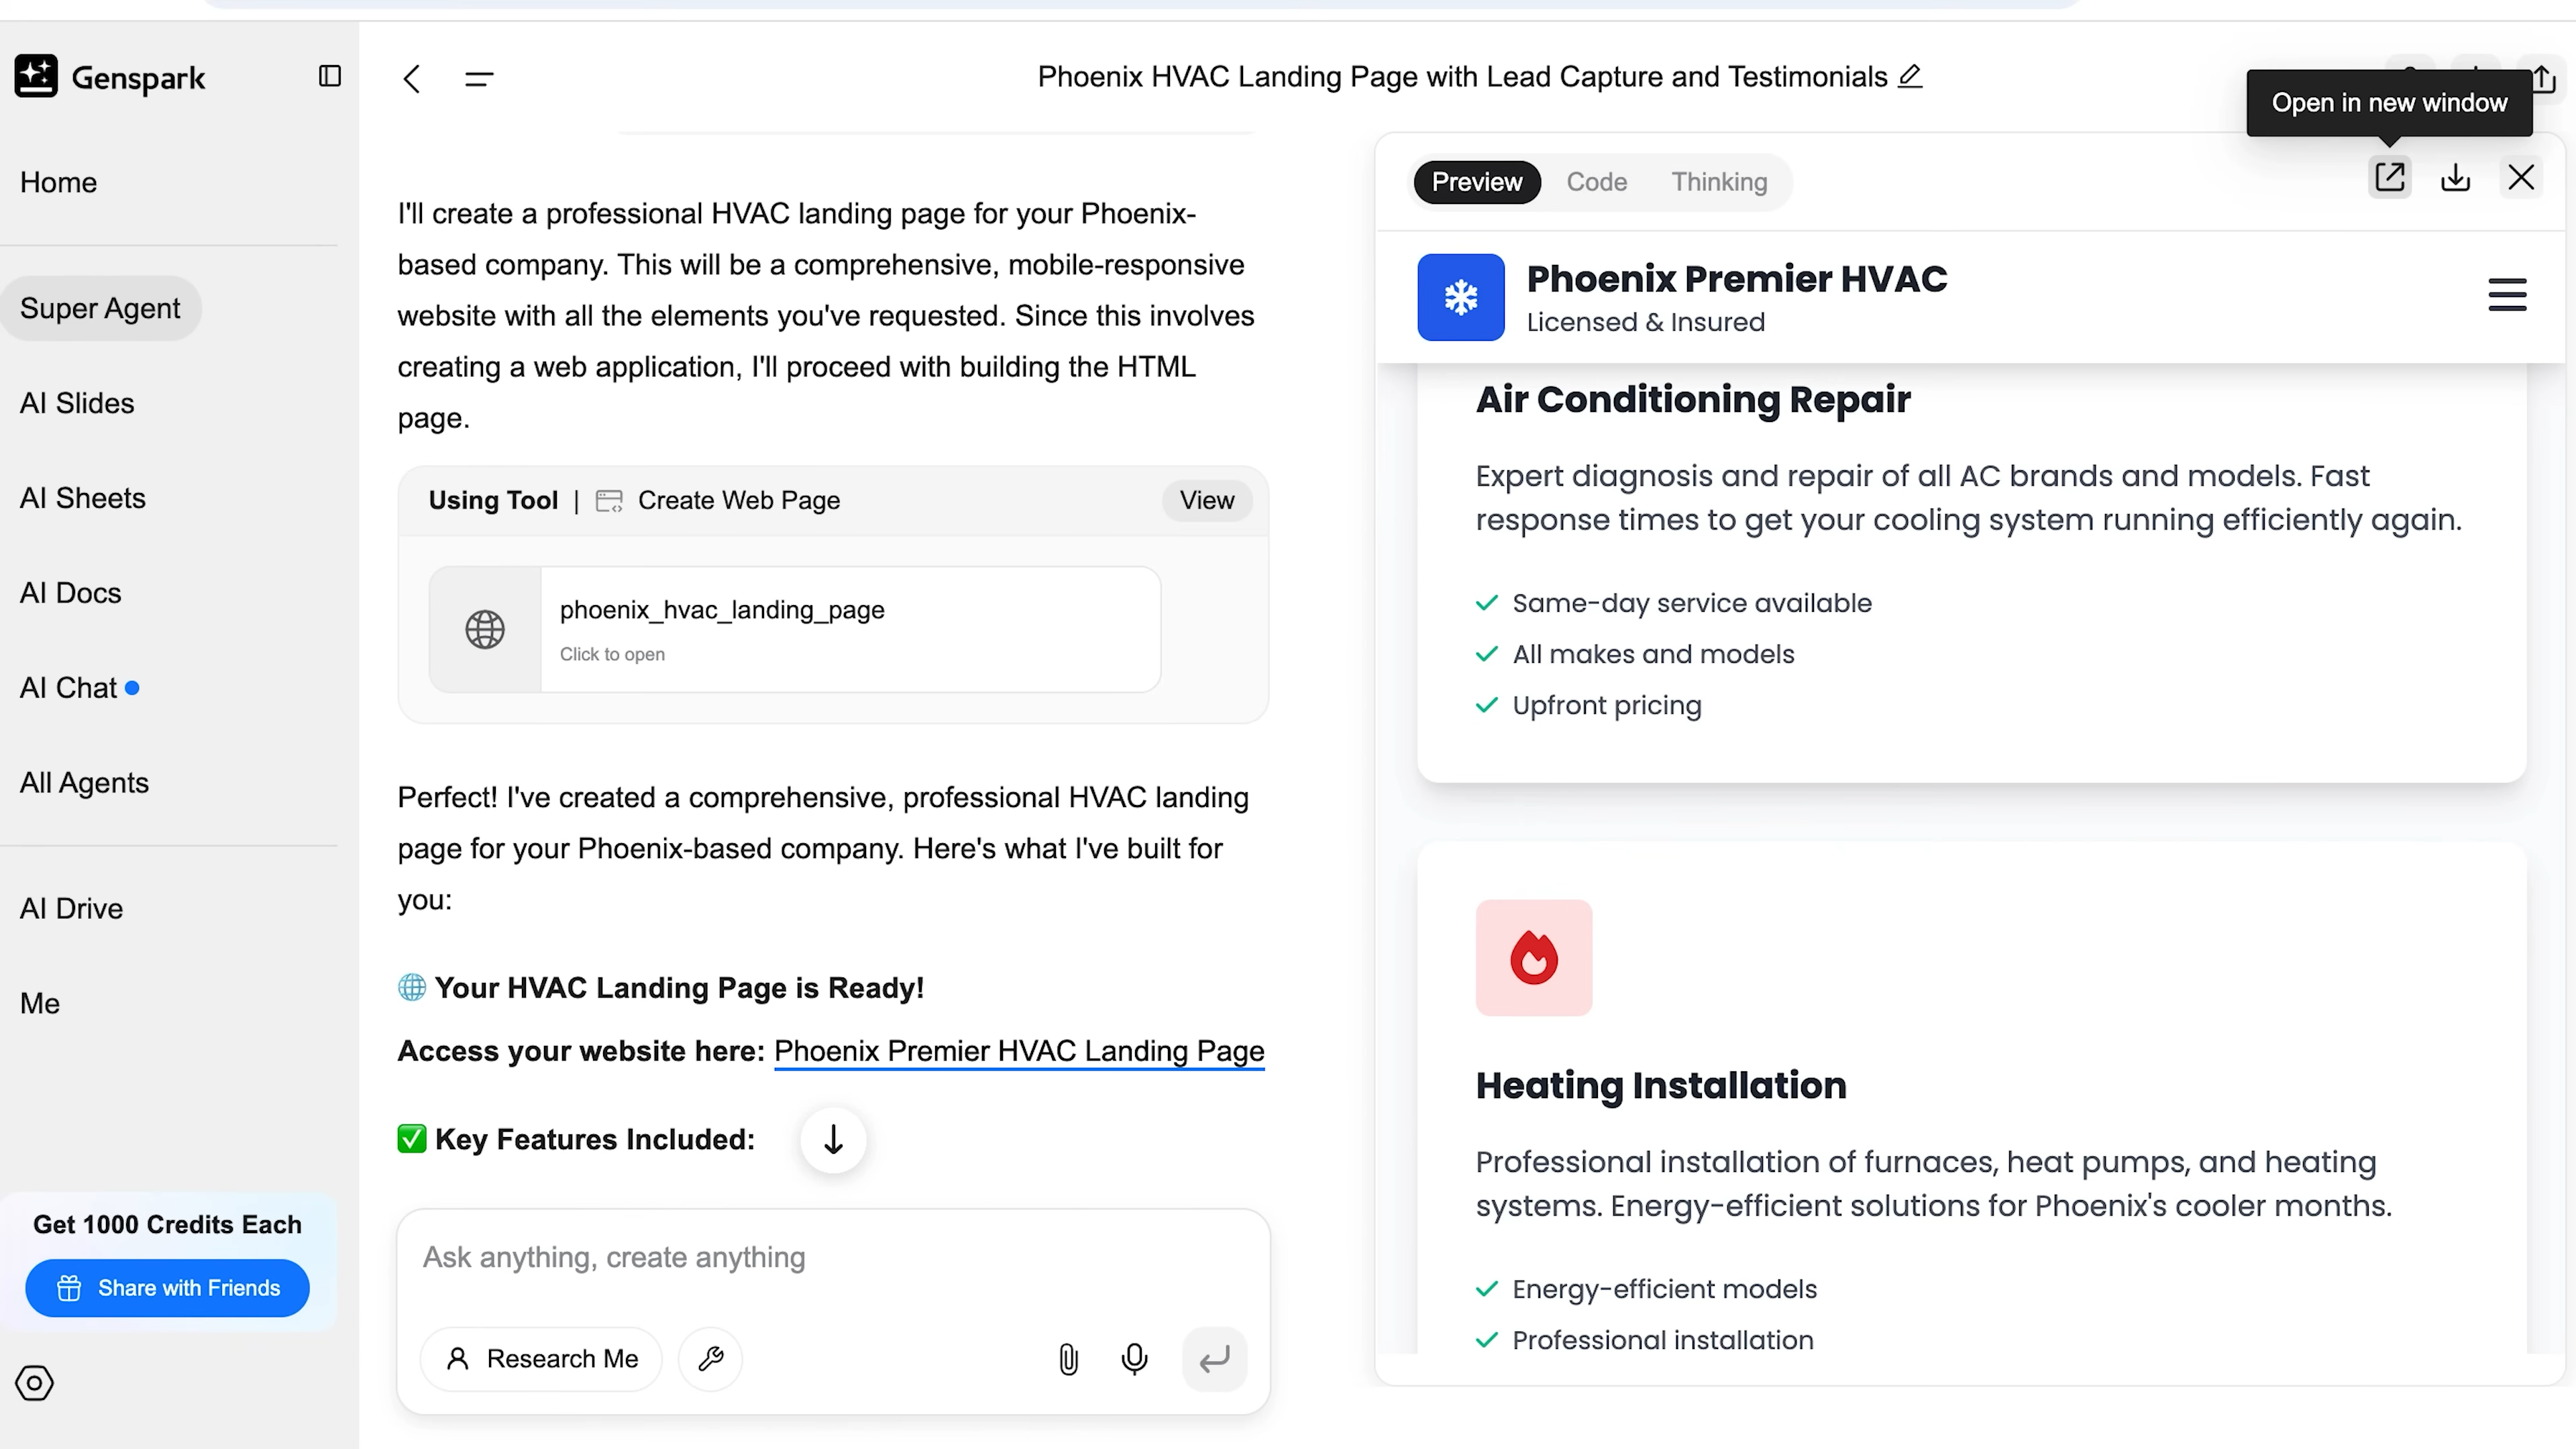 Genspark
Home
Super Agent
AI Slides
AI Sheets
AI Docs
AI Chat
All Agents
AI Drive
Me
Get 1000 Credits Each
Share with Friends
Phoenix HVAC Landing Page with Lead Capture and Testimonials
I'll create a professional HVAC landing page for your Phoenix-
based company. This will be a comprehensive, mobile-responsive
website with all the elements you've requested. Since this involves
creating a web application, I'll proceed with building the HTML
page.
Using Tool | Create Web Page
View
phoenix_hvac_landing_page
Click to open
Perfect! I've created a comprehensive, professional HVAC landing
page for your Phoenix-based company. Here's what I've built for
you:
🌐 Your HVAC Landing Page is Ready!
Access your website here: Phoenix Premier HVAC Landing Page
✅ Key Features Included:
Ask anything, create anything
Research Me
Open in new window
Preview
Code
Thinking
Phoenix Premier HVAC
Licensed & Insured
Air Conditioning Repair
Expert diagnosis and repair of all AC brands and models. Fast
response times to get your cooling system running efficiently again.
Same-day service available
All makes and models
Upfront pricing
Heating Installation
Professional installation of furnaces, heat pumps, and heating
systems. Energy-efficient solutions for Phoenix's cooler months.
Energy-efficient models
Professional installation